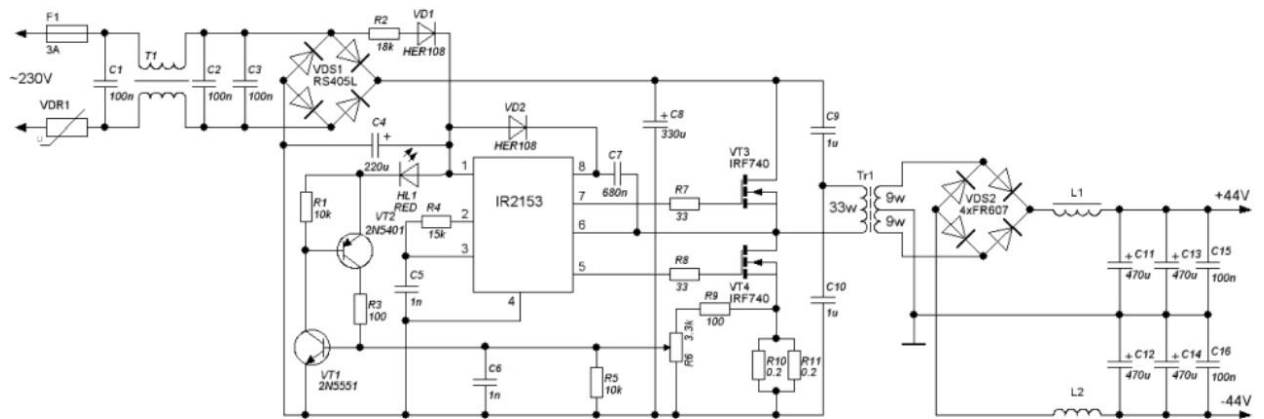 F1
3A
~230V
VDR1
U
C1
100n
T1
C2
100n
C3
100n
R2
18k
VD1
HER108
VDS1
RS405L
C4
+
220u
VD2
HER108
HL1
RED
R1
10k
VT2
2N5401
R4
15k
C5
1n
R3
100
VT1
2N5551
1
2
3
4
5
6
7
8
IR2153
C7
680n
+ C8
330u
R7
33
R8
33
VT3
IRF740
VT4
IRF740
R9
100
3.3k
R6
C6
1n
R5
10k
R10
0.2
R11
0.2
C9
1u
C10
1u
Tr1
33w
9w
9w
VDS2
4xFR607
L1
+44V
+ C11
470u
+ C13
470u
C15
100n
+ C12
470u
+ C14
470u
C16
100n
L2
-44V